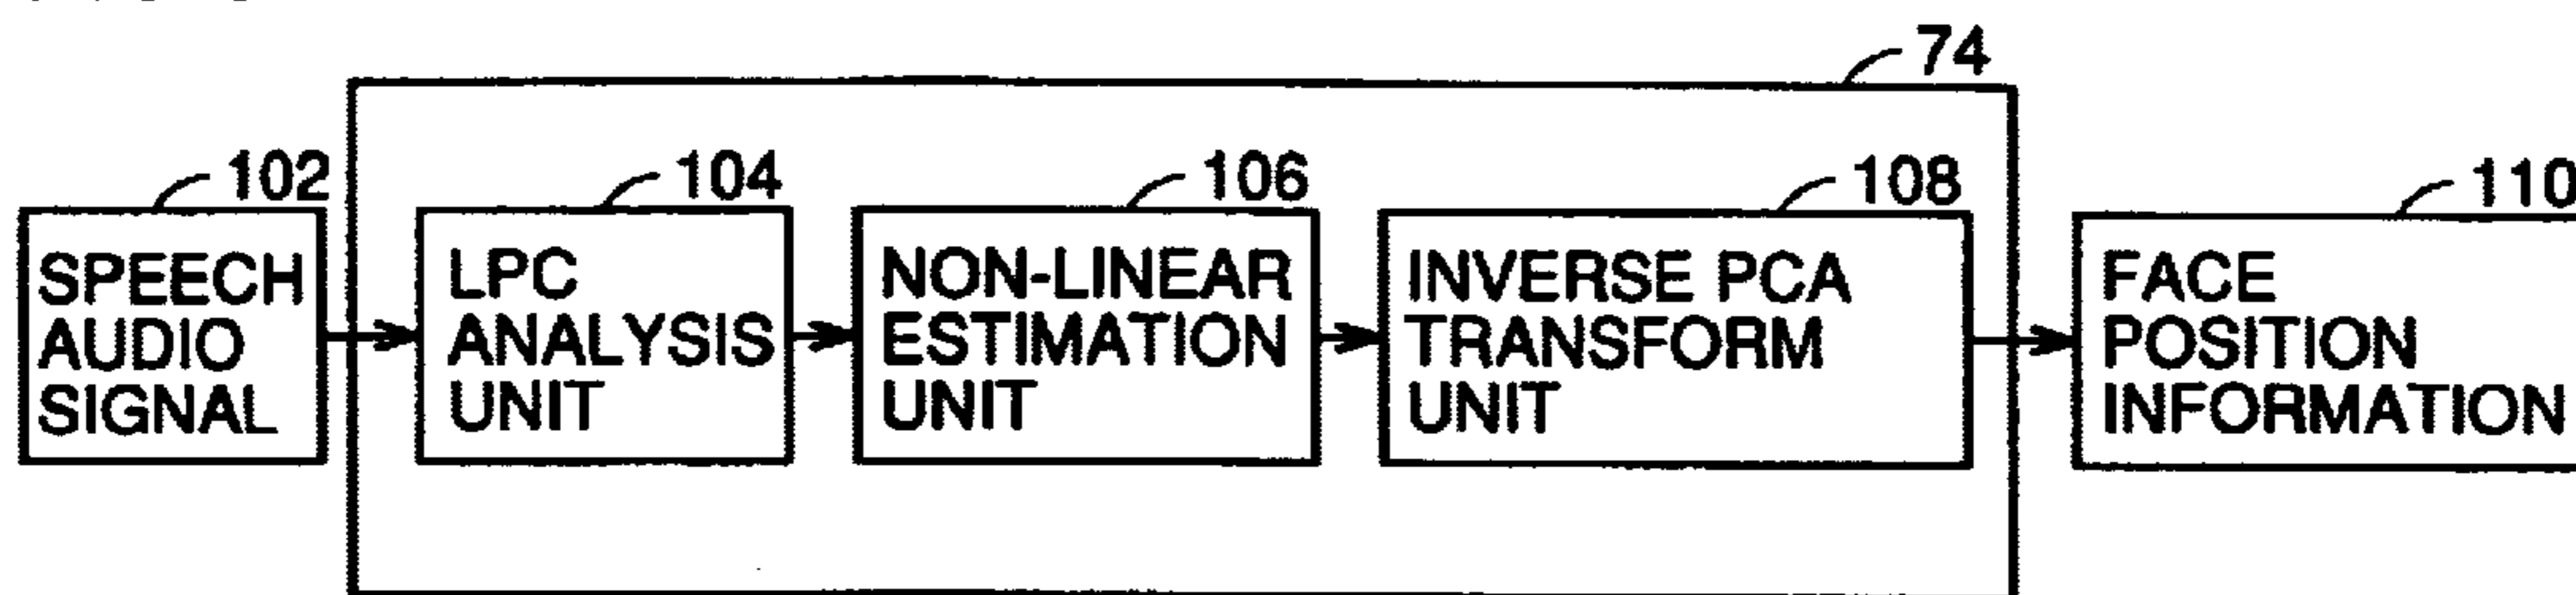 74
102
104
106
108
110
SPEECH
AUDIO
SIGNAL
LPC
ANALYSIS
UNIT
NON-LINEAR
ESTIMATION
UNIT
INVERSE PCA
TRANSFORM
UNIT
FACE
POSITION
INFORMATION